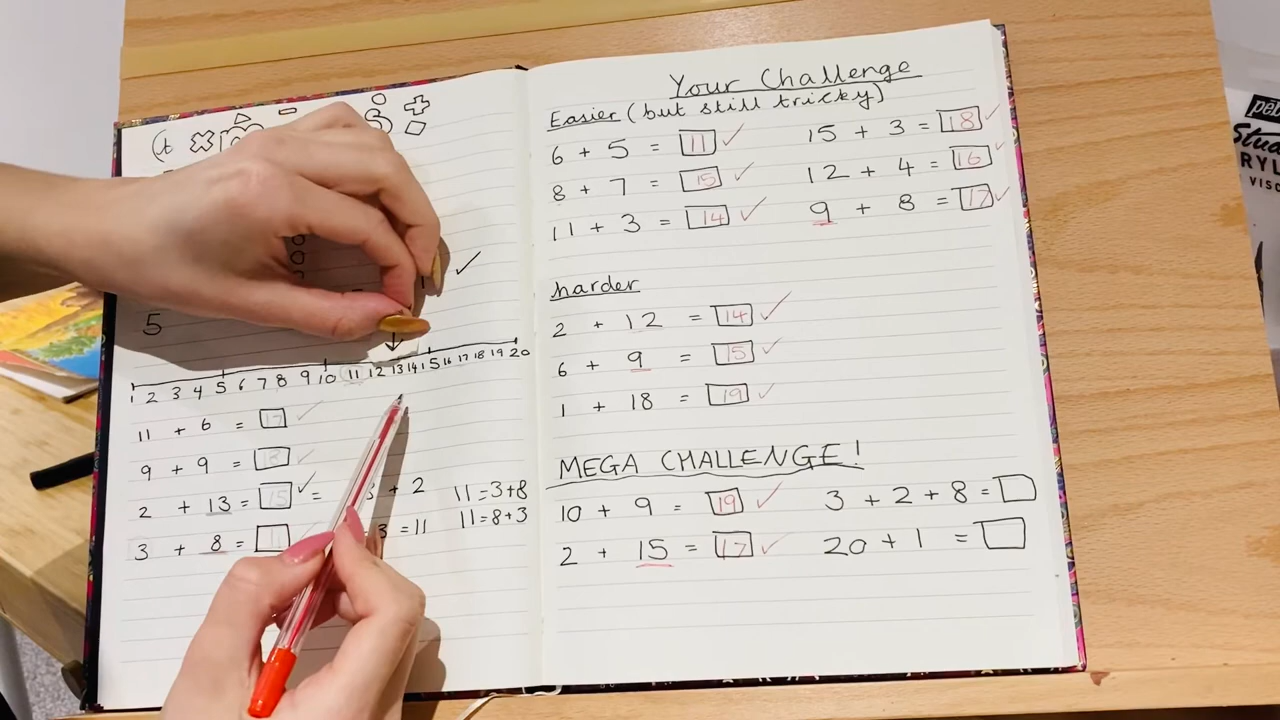 5
1 2 3 4 5 6 7 8 9 10 11 12 13 14 15 16 17 18 19 20
11 + 6 = 17 ✓
9 + 9 = 18 ✓
2 + 13 = 15 ✓ = + 2
3 + 8 = 11 3 = 11
11 = 3+8
11 = 8+3
Your Challenge
Easier (but still tricky)
6 + 5 = 11 ✓
8 + 7 = 15 ✓
11 + 3 = 14 ✓
15 + 3 = 18 ✓
12 + 4 = 16 ✓
9 + 8 = 17 ✓
harder
2 + 12 = 14 ✓
6 + 9 = 15 ✓
1 + 18 = 19 ✓
MEGA CHALLENGE!
10 + 9 = 19 ✓
2 + 15 = 17 ✓
3 + 2 + 8 =
20 + 1 =